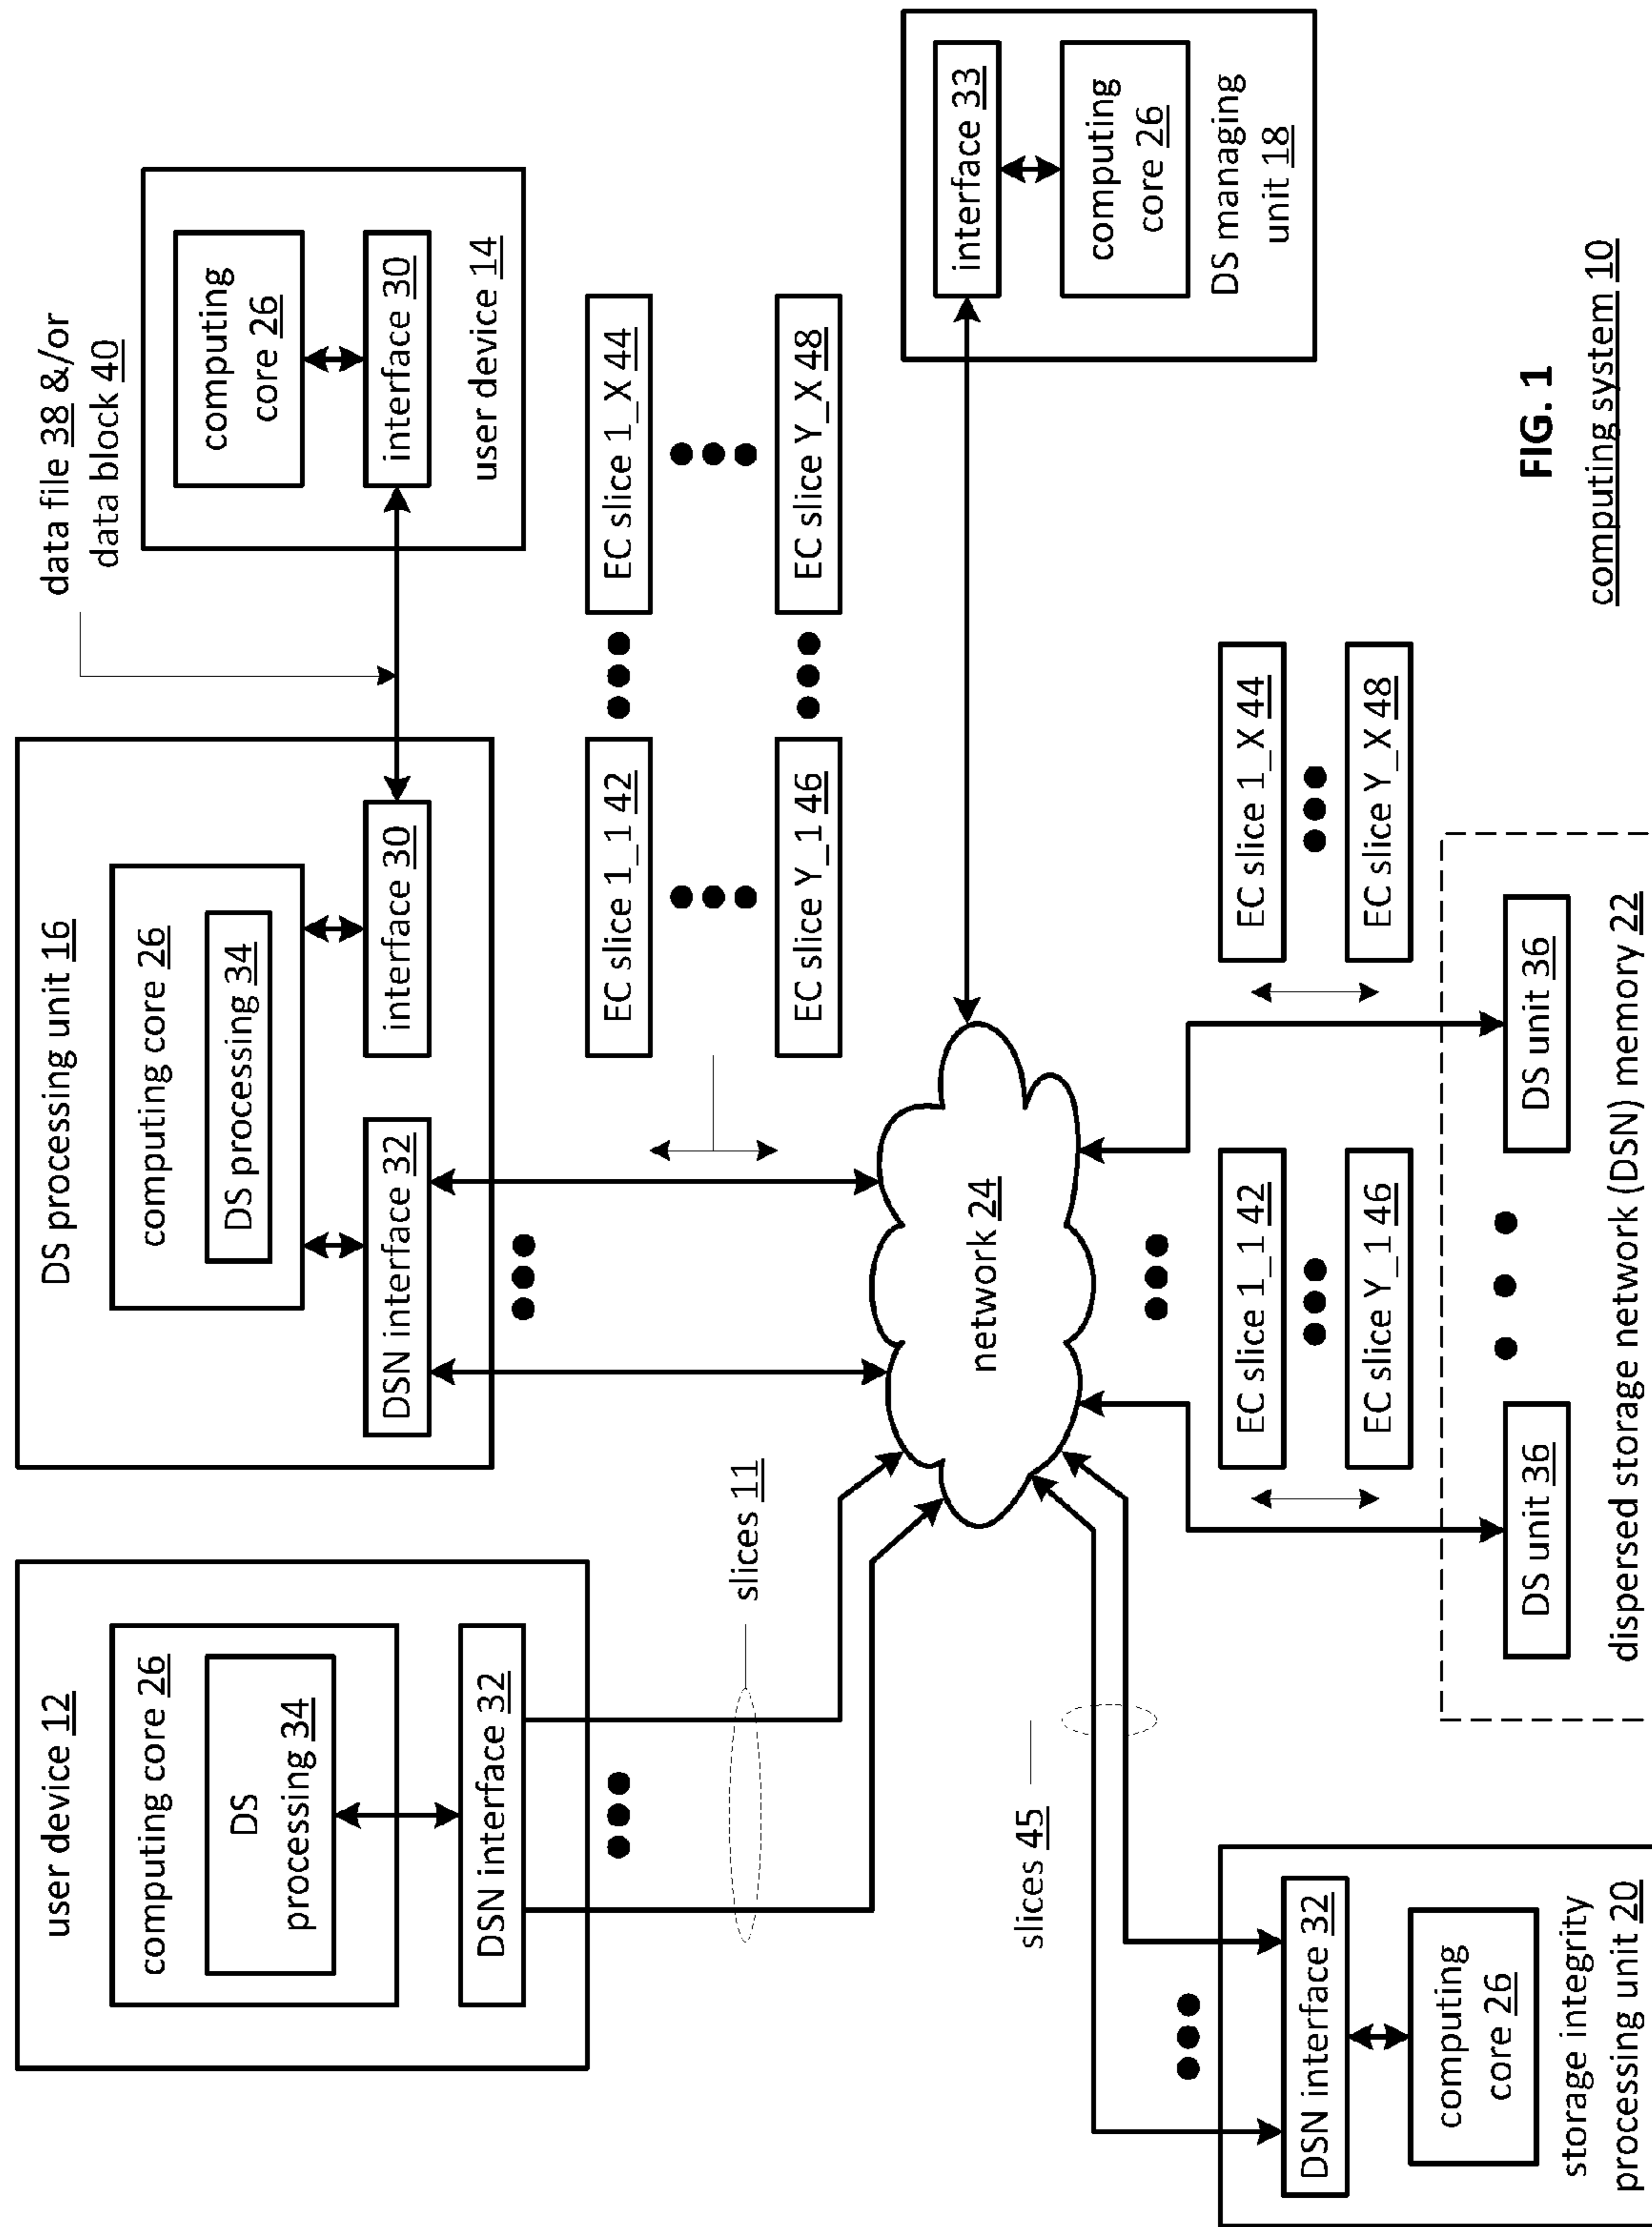 user device 12
computing core 26
DS
processing 34
DSN interface 32
slices 11
DS processing unit 16
computing core 26
DS processing 34
DSN interface 32
interface 30
data file 38 &/or
data block 40
computing
core 26
interface 30
user device 14
EC slice 1_1 42
EC slice 1_X 44
EC slice Y_1 46
EC slice Y_X 48
network 24
interface 33
computing
core 26
DS managing
unit 18
slices 45
DSN interface 32
computing
core 26
storage integrity
processing unit 20
EC slice 1_1 42
EC slice Y_1 46
EC slice 1_X 44
EC slice Y_X 48
DS unit 36
DS unit 36
dispersed storage network (DSN) memory 22
FIG. 1
computing system 10